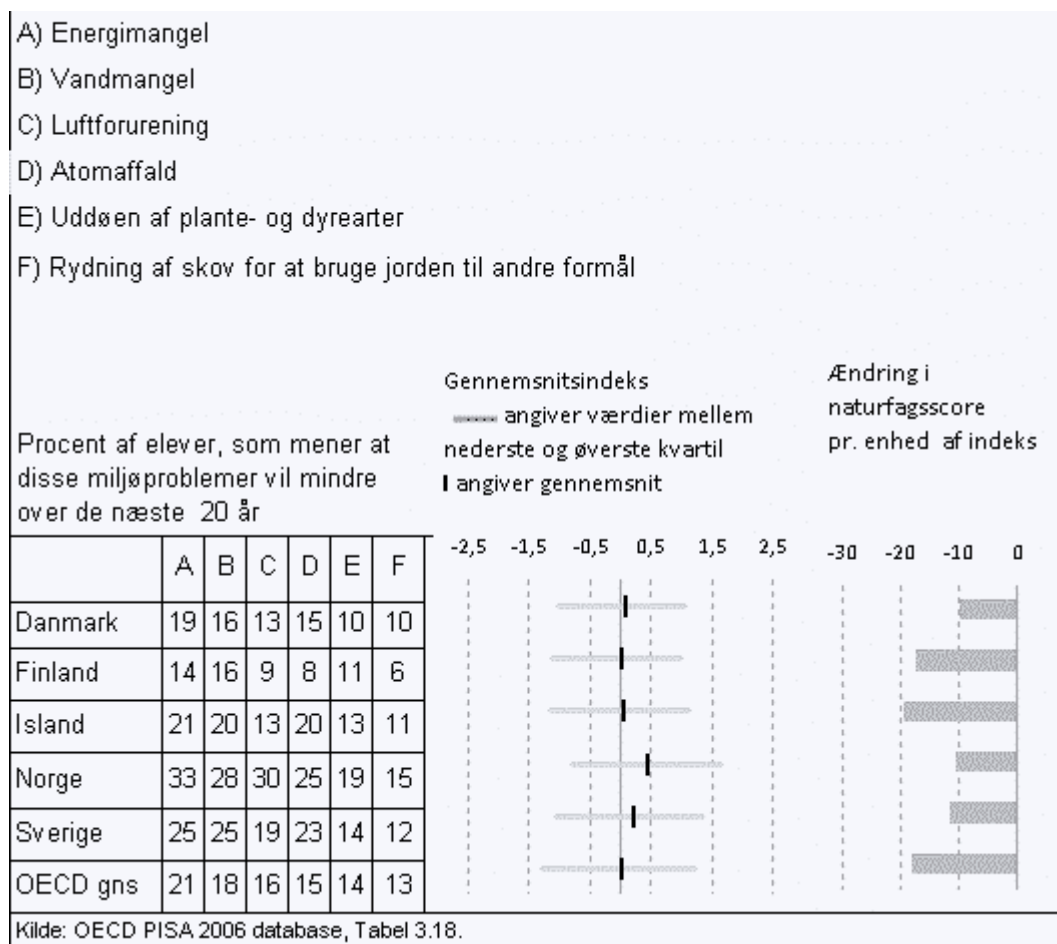 A) Energimangel
B) Vandmangel
C) Luftforurening
D) Atomaffald
E) Uddøen af plante- og dyrearter
F) Rydning af skov for at bruge jorden til andre formål
Procent af elever, som mener at
disse miljøproblemer vil mindre
over de næste 20 år
Gennemsnitsindeks
angiver værdier mellem
nederste og øverste kvartil
I angiver gennemsnit
Ændring i
naturfagsscore
pr. enhed af indeks
-2,5 -1,5 -0,5 0,5 1,5 2,5
-30 -20 -10 0
A B C D E F
Danmark 19 16 13 15 10 10
Finland 14 16 9 8 11 6
Island 21 20 13 20 13 11
Norge 33 28 30 25 19 15
Sverige 25 25 19 23 14 12
OECD gns 21 18 16 15 14 13
Kilde: OECD PISA 2006 database, Tabel 3.18.